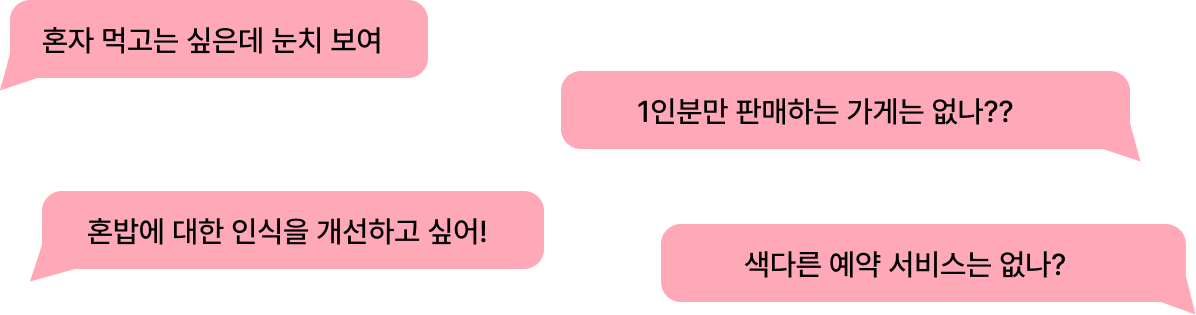 혼자 먹고는 싶은데 눈치 보여
1인분만 판매하는 가게는 없나??
혼밥에 대한 인식을 개선하고 싶어!
색다른 예약 서비스는 없나?